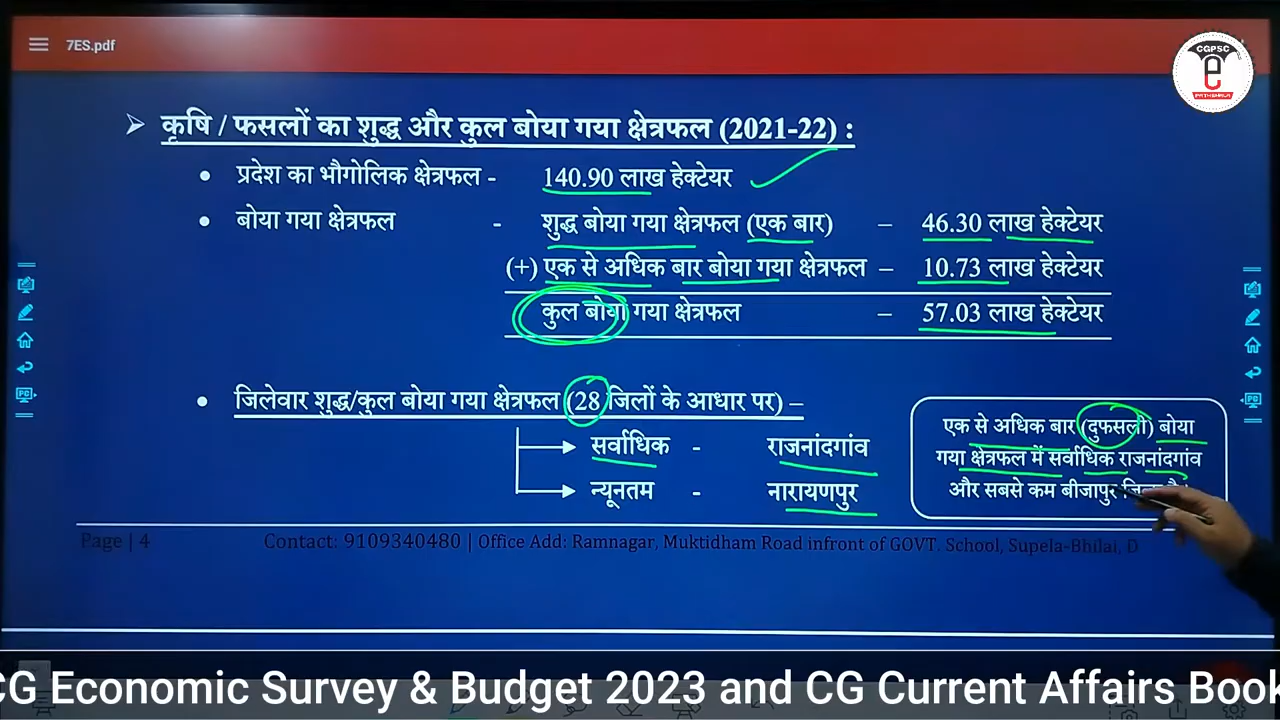 7ES.pdf
CGPSC
➤ कृषि / फसलों का शुद्ध और कुल बोया गया क्षेत्रफल (2021-22) :
• प्रदेश का भौगोलिक क्षेत्रफल - 140.90 लाख हेक्टेयर
• बोया गया क्षेत्रफल - शुद्ध बोया गया क्षेत्रफल (एक बार) – 46.30 लाख हेक्टेयर
(+) एक से अधिक बार बोया गया क्षेत्रफल – 10.73 लाख हेक्टेयर
कुल बोया गया क्षेत्रफल – 57.03 लाख हेक्टेयर
• जिलेवार शुद्ध/कुल बोया गया क्षेत्रफल (28 जिलों के आधार पर) –
सर्वाधिक - राजनांदगांव
न्यूनतम - नारायणपुर
एक से अधिक बार (दुफसली) बोया
गया क्षेत्रफल में सर्वाधिक राजनांदगांव
और सबसे कम बीजापुर
Page | 4 Contact: 9109340480 | Office Add: Ramnagar, Muktidham Road infront of GOVT. School, Supela-Bhilai, D
CG Economic Survey & Budget 2023 and CG Current Affairs Book